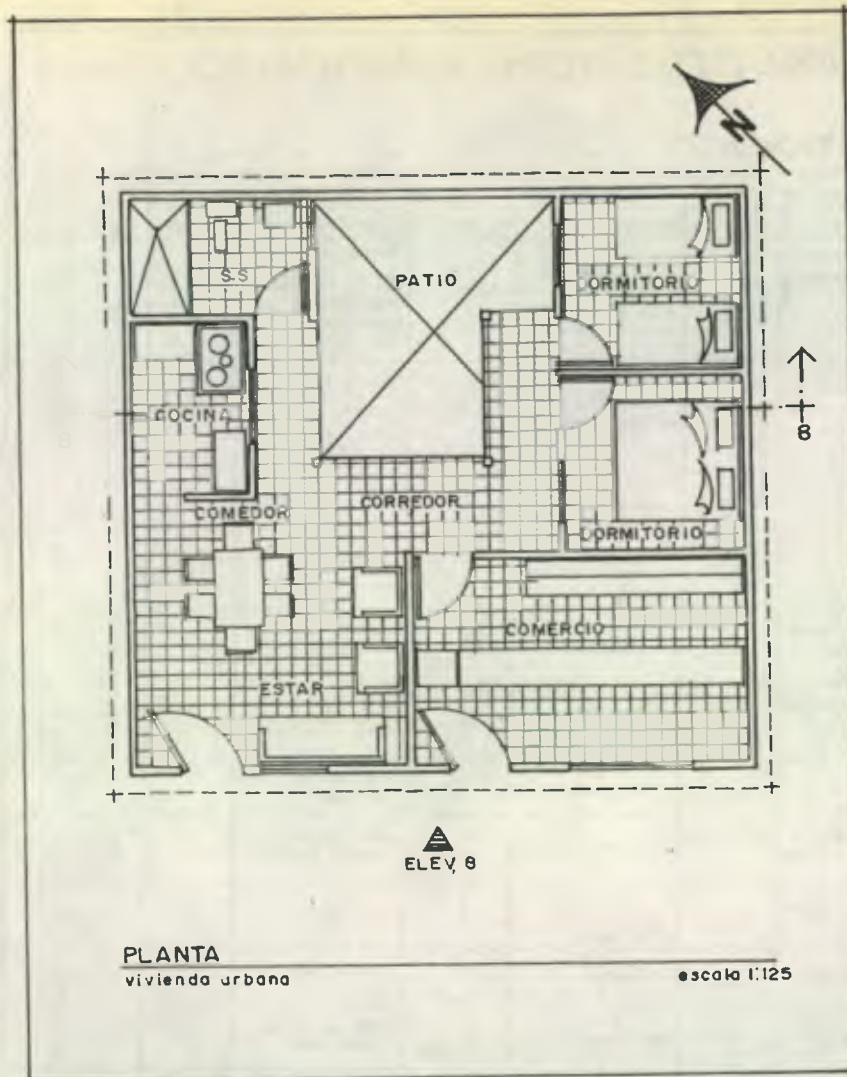 N
S.S
PATIO
DORMITORIO
COCINA
8
COMEDOR
CORREDOR
DORMITORIO
COMERCIO
ESTAR
ELEV, 8
PLANTA
vivienda urbana
escala 1:125